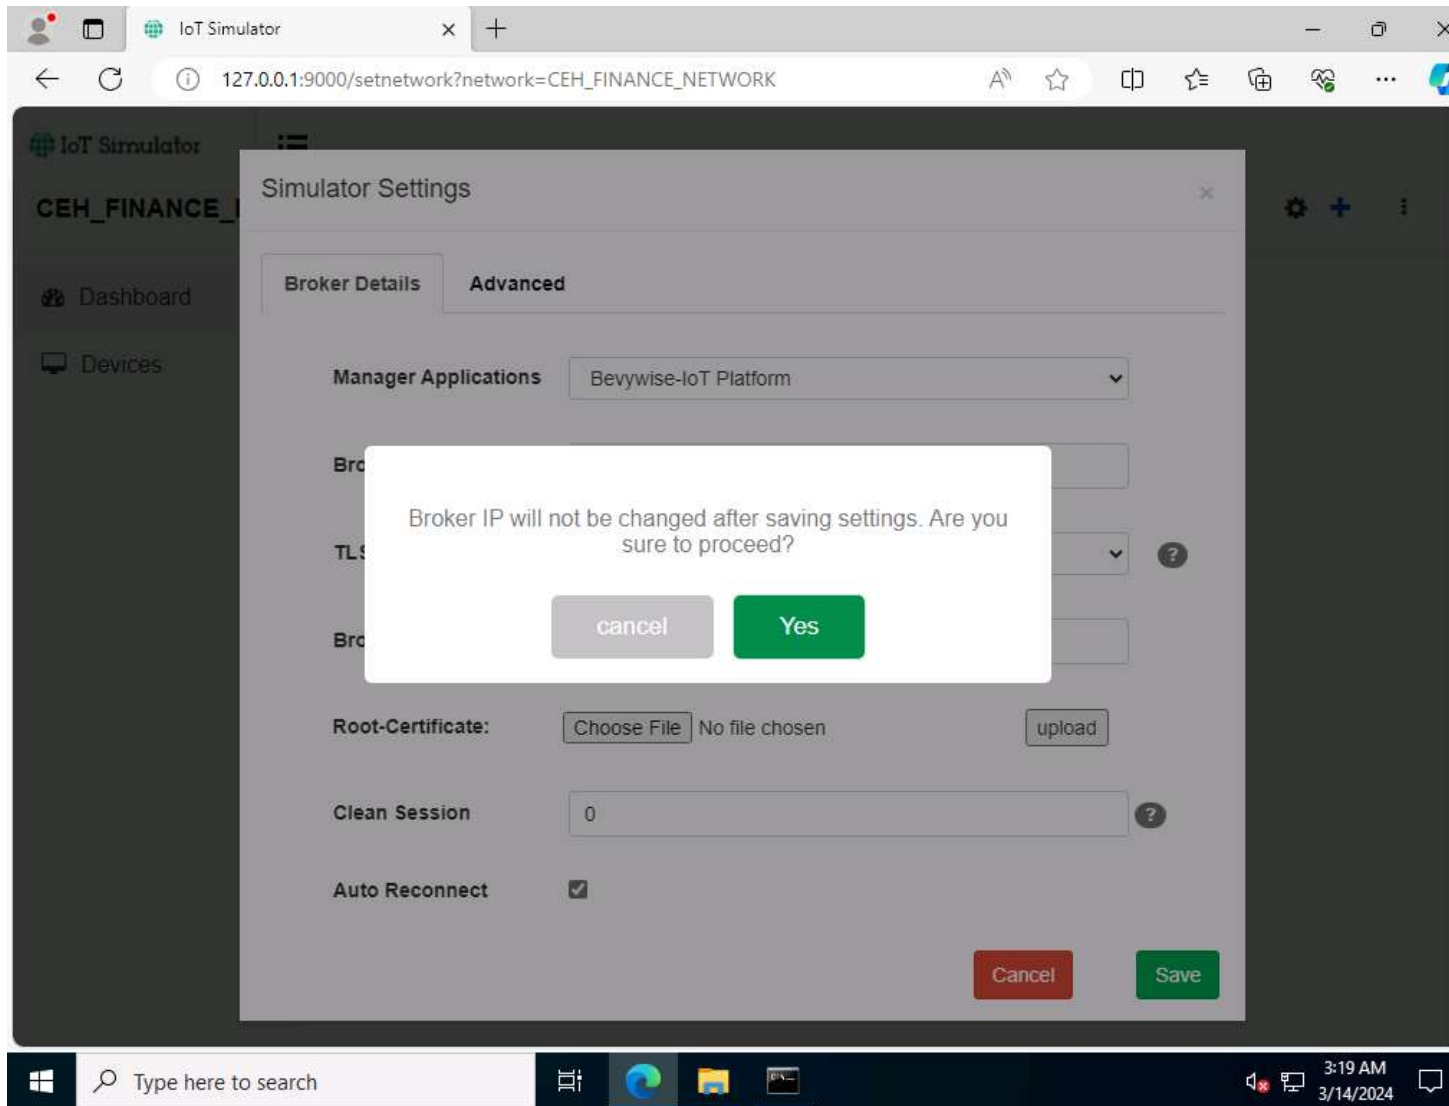 IoT Simulator
127.0.0.1:9000/setnetwork?network=CEH_FINANCE_NETWORK
IoT Simulator
CEH_FINANCE_
Simulator Settings
Dashboard
Devices
Broker Details
Advanced
Manager Applications
Bevywise-IoT Platform
Bro
Broker IP will not be changed after saving settings. Are you
sure to proceed?
TLS
cancel
Yes
Bro
Root-Certificate:
Choose File No file chosen
upload
Clean Session
0
Auto Reconnect
Cancel
Save
Type here to search
3:19 AM
3/14/2024